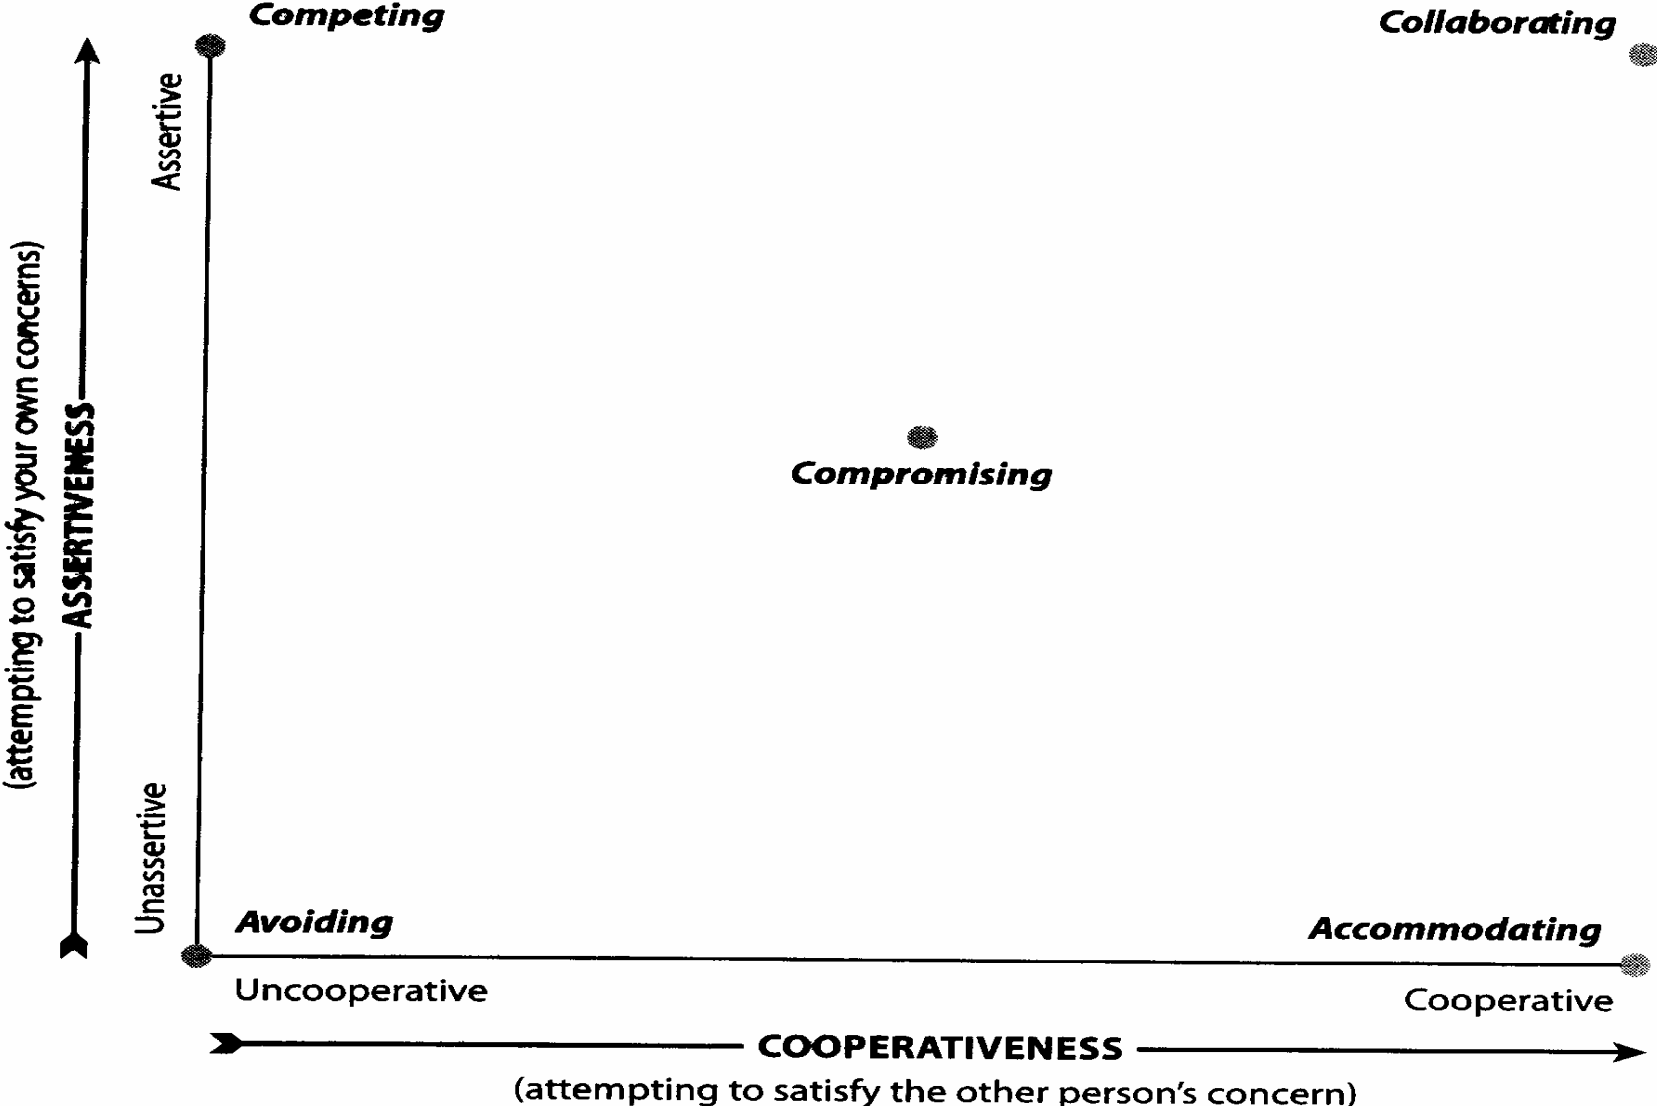 Competing
Collaborating
Assertive
(attempting to satisfy your own concerns)
ASSERTIVENESS
Compromising
Unassertive
Avoiding
Accommodating
Uncooperative
Cooperative
COOPERATIVENESS
(attempting to satisfy the other person's concern)